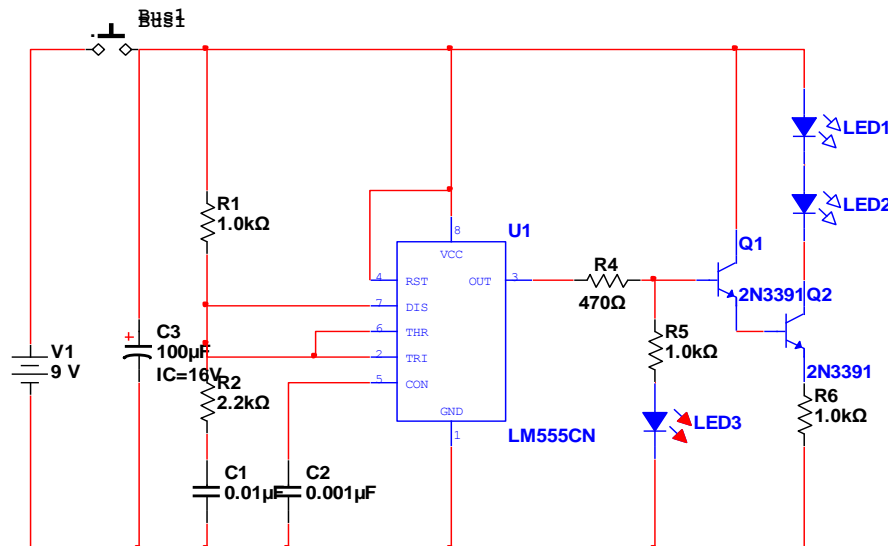 Bus1
LED1
LED2
R1
1.0kΩ
U1
8
VCC
Q1
R4
4
RST
OUT
3
470Ω
7
DIS
2N3391
Q2
6
THR
R5
1.0kΩ
V1
9 V
C3
100µF
IC=16V
2
TRI
2N3391
R2
2.2kΩ
5
CON
R6
1.0kΩ
GND
1
LM555CN
LED3
C1
0.01µF
C2
0.001µF